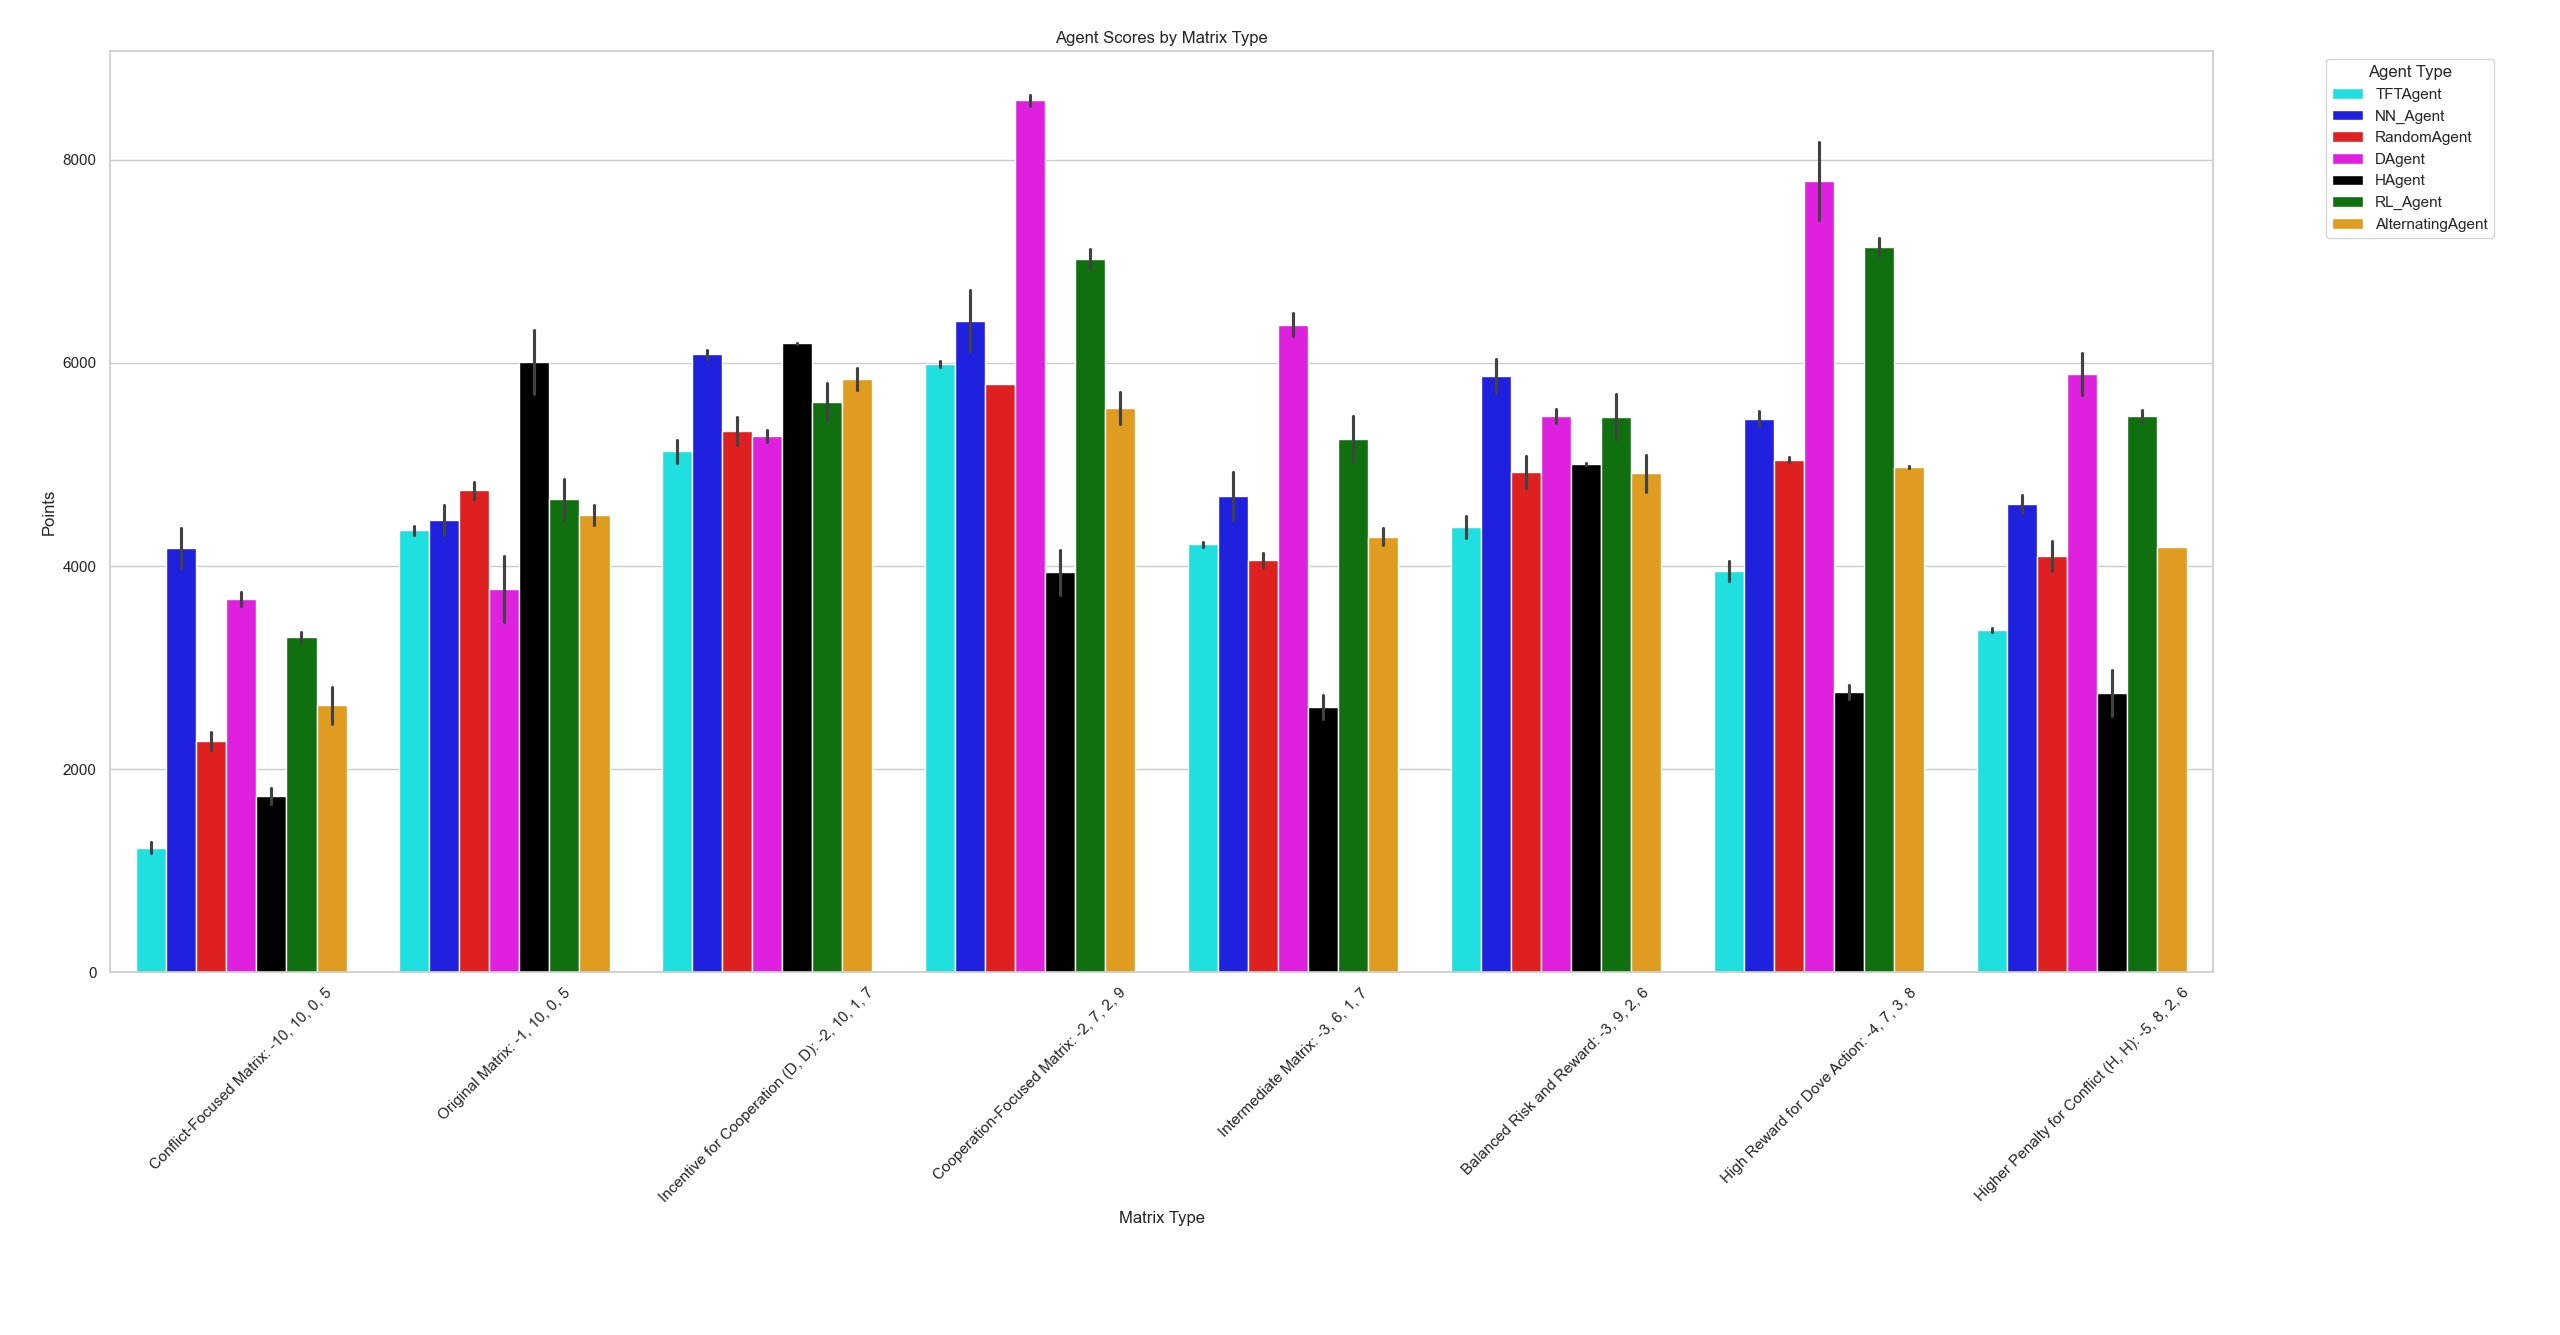 Agent Scores by Matrix Type
Agent Type
TFTAgent
NN_Agent
RandomAgent
DAgent
HAgent
RL_Agent
AlternatingAgent
Points
8000
6000
4000
2000
0
Conflict-Focused Matrix: -10, 10, 0, 5
Original Matrix: -1, 10, 0, 5
Incentive for Cooperation (D, D): -2, 10, 1, 7
Cooperation-Focused Matrix: -2, 7, 2, 9
Intermediate Matrix: -3, 6, 1, 7
Balanced Risk and Reward: -3, 9, 2, 6
High Reward for Dove Action: -4, 7, 3, 8
Higher Penalty for Conflict (H, H): -5, 8, 2, 6
Matrix Type